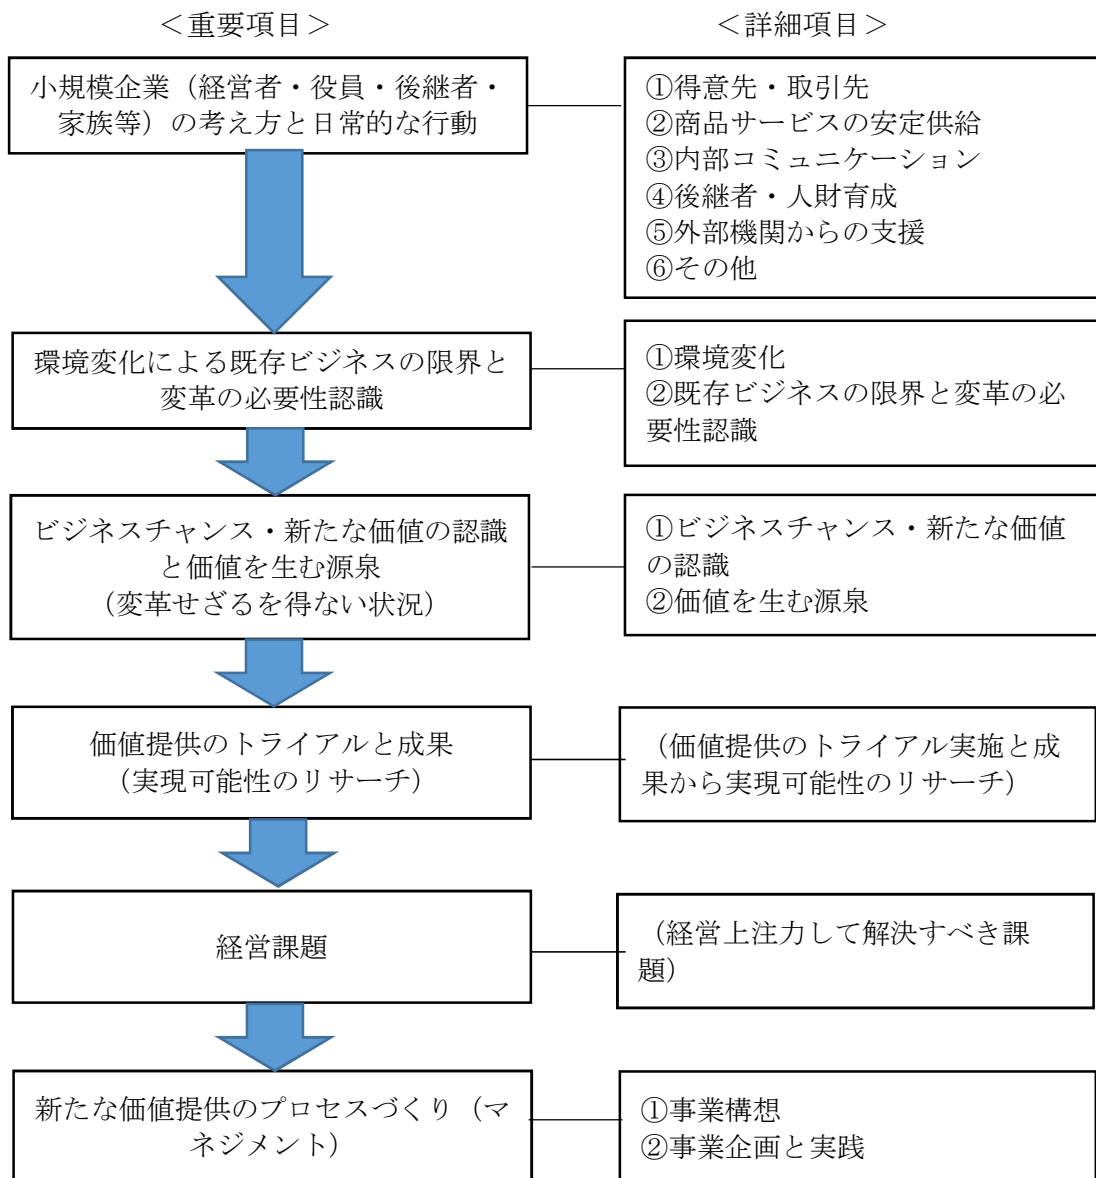 ＜重要項目＞
＜詳細項目＞
小規模企業（経営者・役員・後継者・
家族等）の考え方と日常的な行動
①得意先・取引先
②商品サービスの安定供給
③内部コミュニケーション
④後継者・人財育成
⑤外部機関からの支援
⑥その他
環境変化による既存ビジネスの限界と
変革の必要性認識
①環境変化
②既存ビジネスの限界と変革の必
要性認識
ビジネスチャンス・新たな価値の認識
と価値を生む源泉
（変革せざるを得ない状況）
①ビジネスチャンス・新たな価値
の認識
②価値を生む源泉
価値提供のトライアルと成果
（実現可能性のリサーチ）
（価値提供のトライアル実施と成
果から実現可能性のリサーチ）
経営課題
（経営上注力して解決すべき課
題）
新たな価値提供のプロセスづくり（マ
ネジメント）
①事業構想
②事業企画と実践